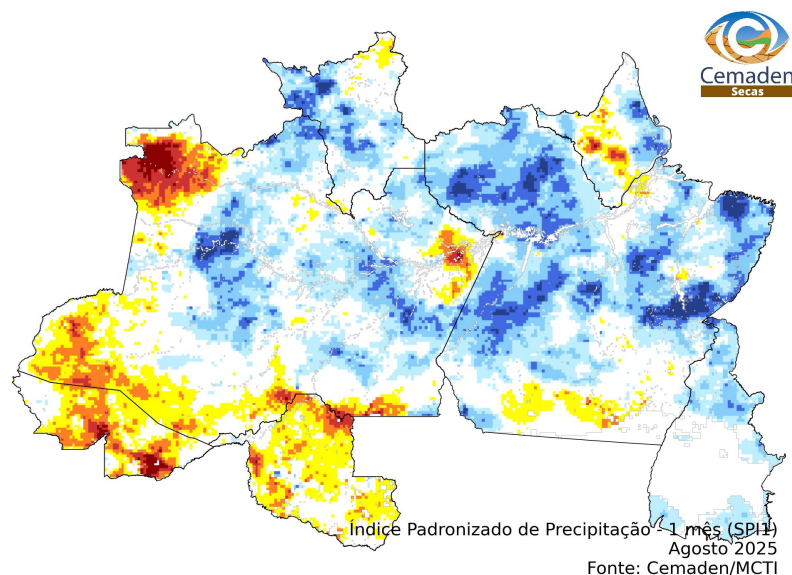 Cemaden
Secas
Índice Padronizado de Precipitação - 1 mês (SPI1)
Agosto 2025
Fonte: Cemaden/MCTI